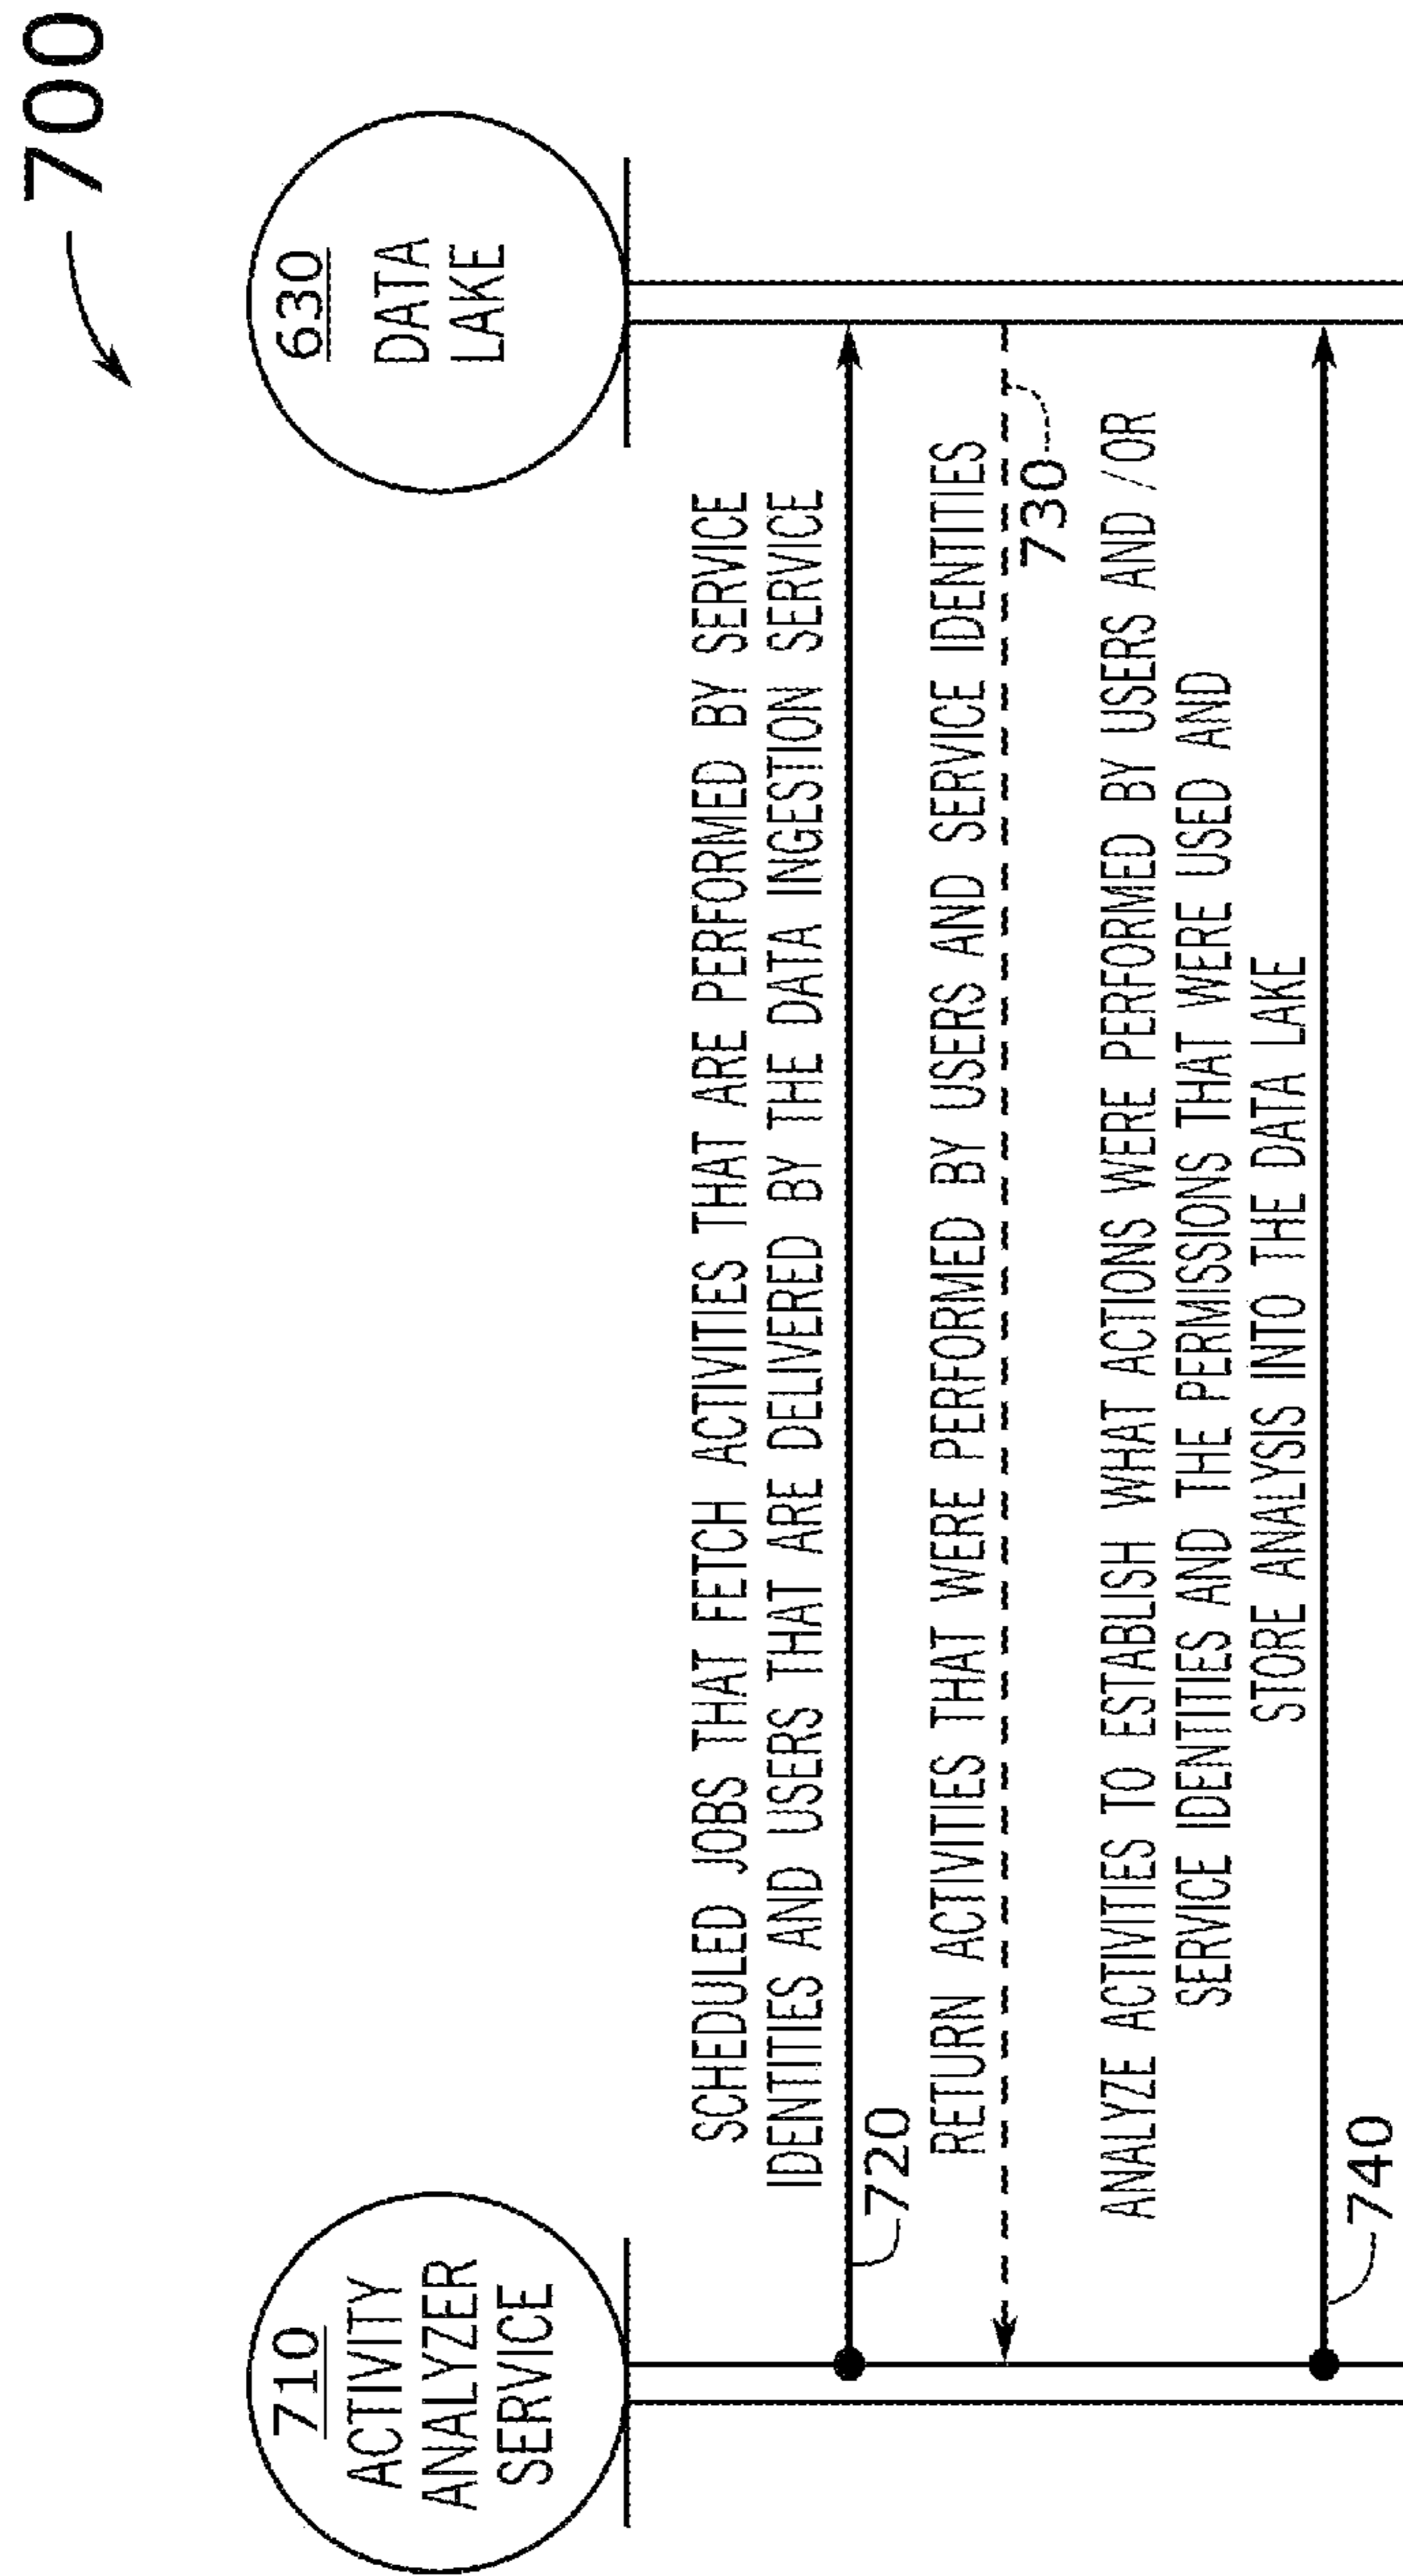 700
710
ACTIVITY
ANALYZER
SERVICE
630
DATA
LAKE
SCHEDULED JOBS THAT FETCH ACTIVITIES THAT ARE PERFORMED BY SERVICE
IDENTITIES AND USERS THAT ARE DELIVERED BY THE DATA INGESTION SERVICE
720
RETURN ACTIVITIES THAT WERE PERFORMED BY USERS AND SERVICE IDENTITIES
730
ANALYZE ACTIVITIES TO ESTABLISH WHAT ACTIONS WERE PERFORMED BY USERS AND /OR
SERVICE IDENTITIES AND THE PERMISSIONS THAT WERE USED AND
STORE ANALYSIS INTO THE DATA LAKE
740